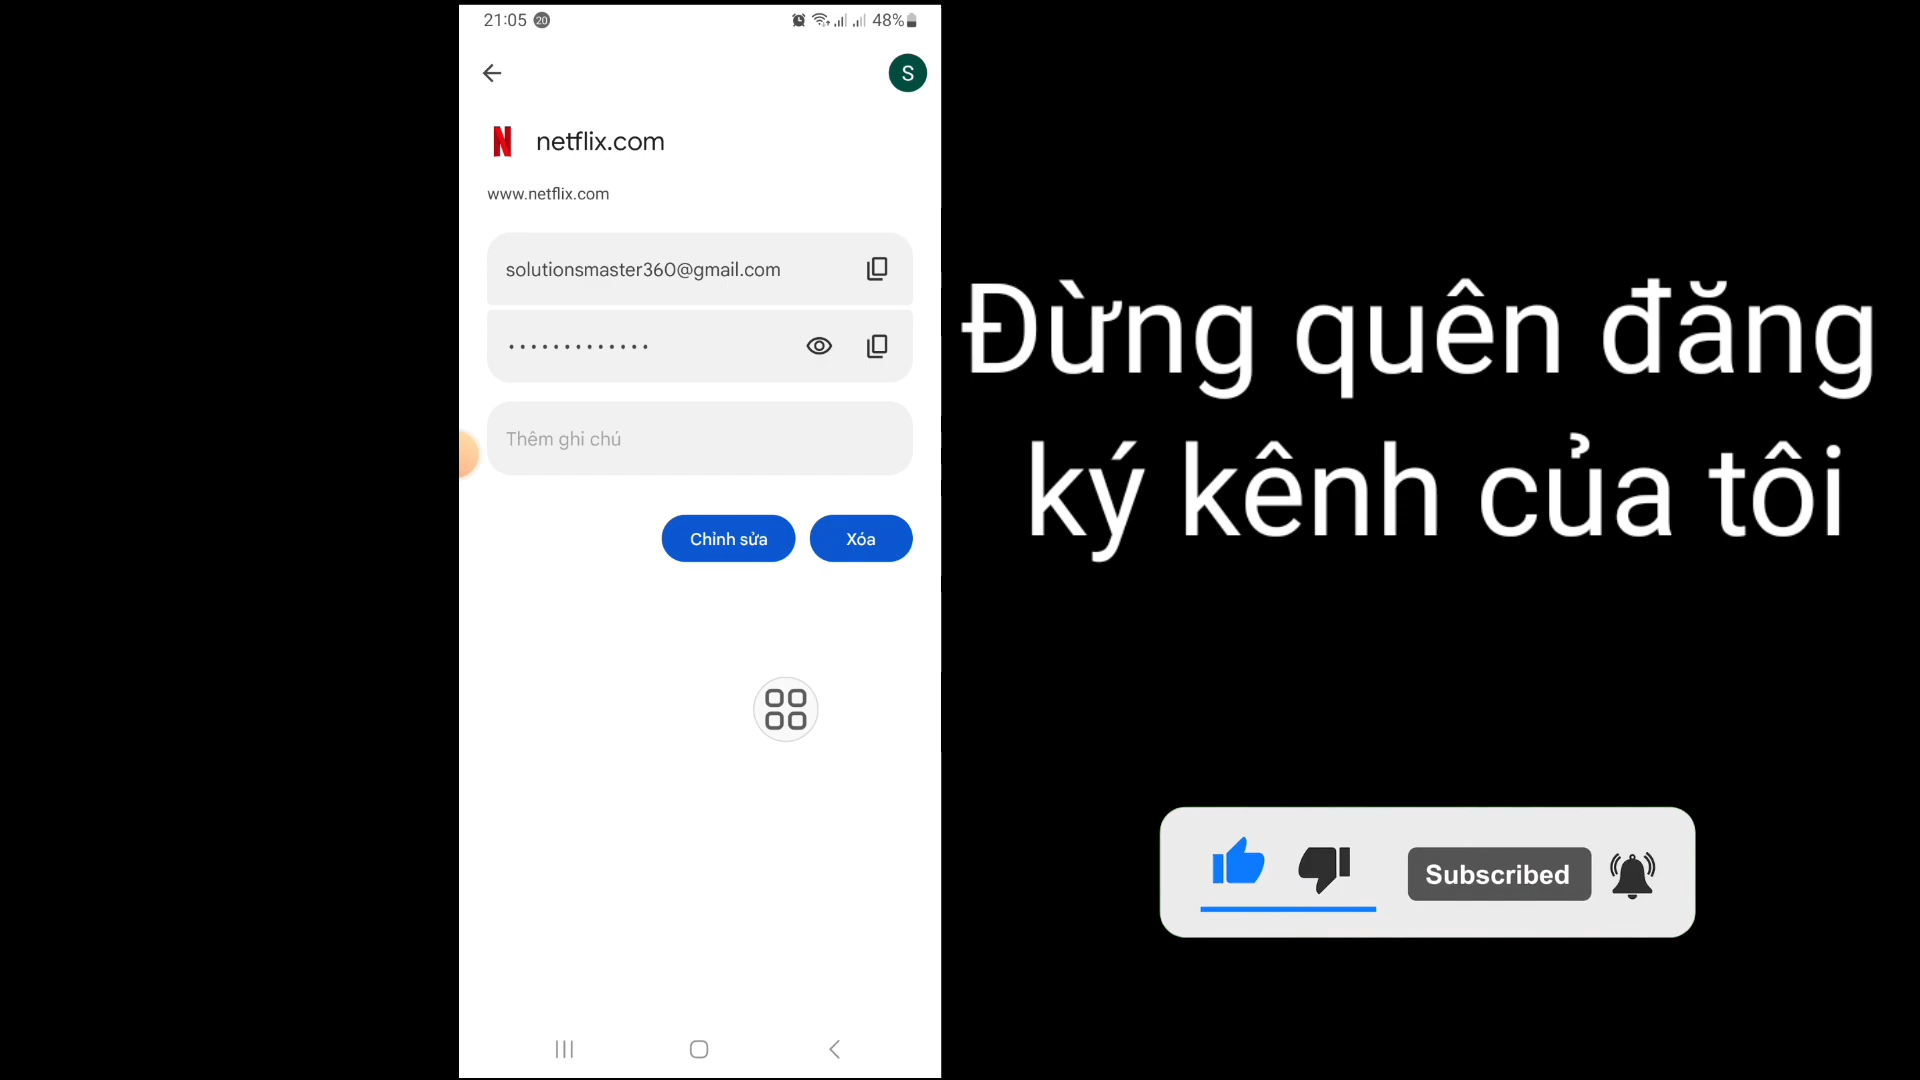 21:05 20 48%
S
N netflix.com
www.netflix.com
solutionsmaster360@gmail.com
•••••••••••••
Thêm ghi chú
Chỉnh sửa Xóa
Đừng quên đăng
ký kênh của tôi
Subscribed